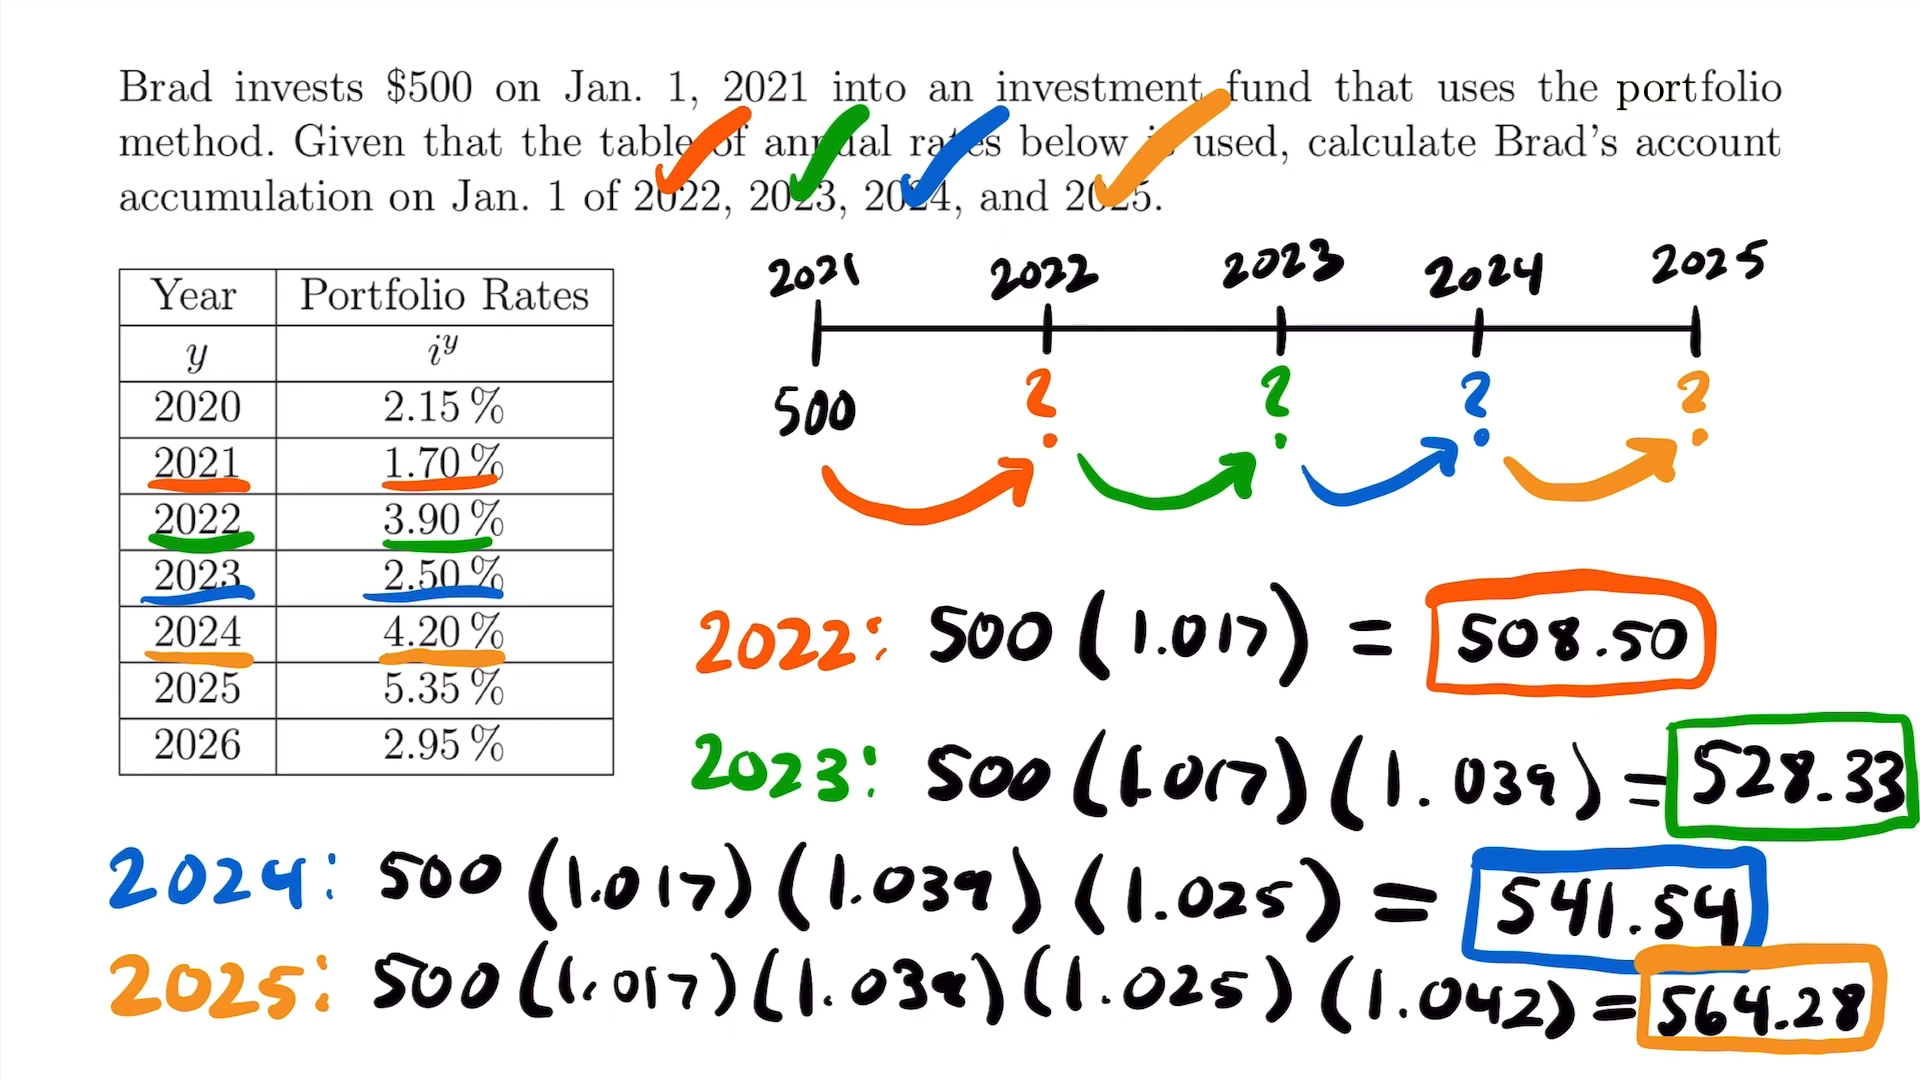 Brad invests $500 on Jan. 1, 2021 into an investment fund that uses the portfolio
method. Given that the table of annual rates below is used, calculate Brad's account
accumulation on Jan. 1 of 2022, 2023, 2024, and 2025.
2021 2022 2023 2024 2025
500 ? ? ? ?
Year Portfolio Rates
y i^y
2020 2.15 %
2021 1.70 %
2022 3.90 %
2023 2.50 %
2024 4.20 %
2025 5.35 %
2026 2.95 %
2022: 500 (1.017) = 508.50
2023: 500 (1.017)(1.039) = 528.33
2024: 500 (1.017)(1.039)(1.025) = 541.54
2025: 500 (1.017)(1.039)(1.025)(1.042) = 564.28